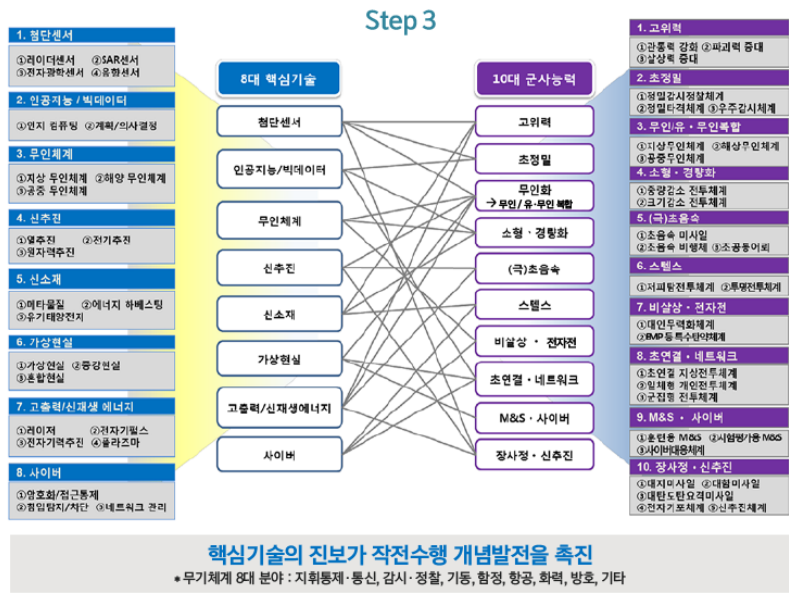 Step 3
1. 첨단센서
①레이더센서 ②SAR센서
③전자광학센서 ④음향센서
2. 인공지능 / 빅데이터
①인지 컴퓨팅 ②계획/의사결정
3. 무인체계
①지상 무인체계 ②해양 무인체계
③공중 무인체계
4. 신추진
①열추진 ②전기추진
③원자력추진
5. 신소재
①메타물질 ②에너지 하베스팅
③유기태양전지
6. 가상현실
①가상현실 ②증강현실
③혼합현실
7. 고출력/신재생 에너지
①레이저 ②전자기펄스
③전자기력추진 ④플라즈마
8. 사이버
①암호화/접근통제
②침입탐지/차단 ③네트워크 관리
8대 핵심기술
첨단센서
인공지능/빅데이터
무인체계
신추진
신소재
가상현실
고출력/신재생에너지
사이버
10대 군사능력
고위력
초정밀
무인화
→ 무인 / 유·무인 복합
소형 · 경량화
(극)초음속
스텔스
비살상 · 전자전
초연결 · 네트워크
M&S · 사이버
장사정 · 신추진
1. 고위력
①관통력 강화 ②파괴력 증대
③살상력 증대
2. 초정밀
①정밀감시정찰체계
②정밀타격체계 ③우주감시체계
3. 무인/유 · 무인복합
①지상무인체계 ②해상무인체계
③공중무인체계
4. 소형 · 경량화
①중량감소 전투체계
②크기감소 전투체계
5. (극)초음속
①초음속 미사일
②초음속 비행체 ③초공동어뢰
6. 스텔스
①저피탐전투체계 ②투명전투체계
7. 비살상 · 전자전
①대인무력화체계
②EMP 등 특수탄약체계
8. 초연결 · 네트워크
①초연결 지상전투체계
②일체형 개인전투체계
③군집형 전투체계
9. M&S · 사이버
①훈련용 M&S ②시험평가용 M&S
③사이버대응체계
10. 장사정 · 신추진
①대지미사일 ②대함미사일
③대탄도탄요격미사일
④전자기포체계 ⑤신추진체계
핵심기술의 진보가 작전수행 개념발전을 촉진
* 무기체계 8대 분야 : 지휘통제·통신, 감시·정찰, 기동, 함정, 항공, 화력, 방호, 기타